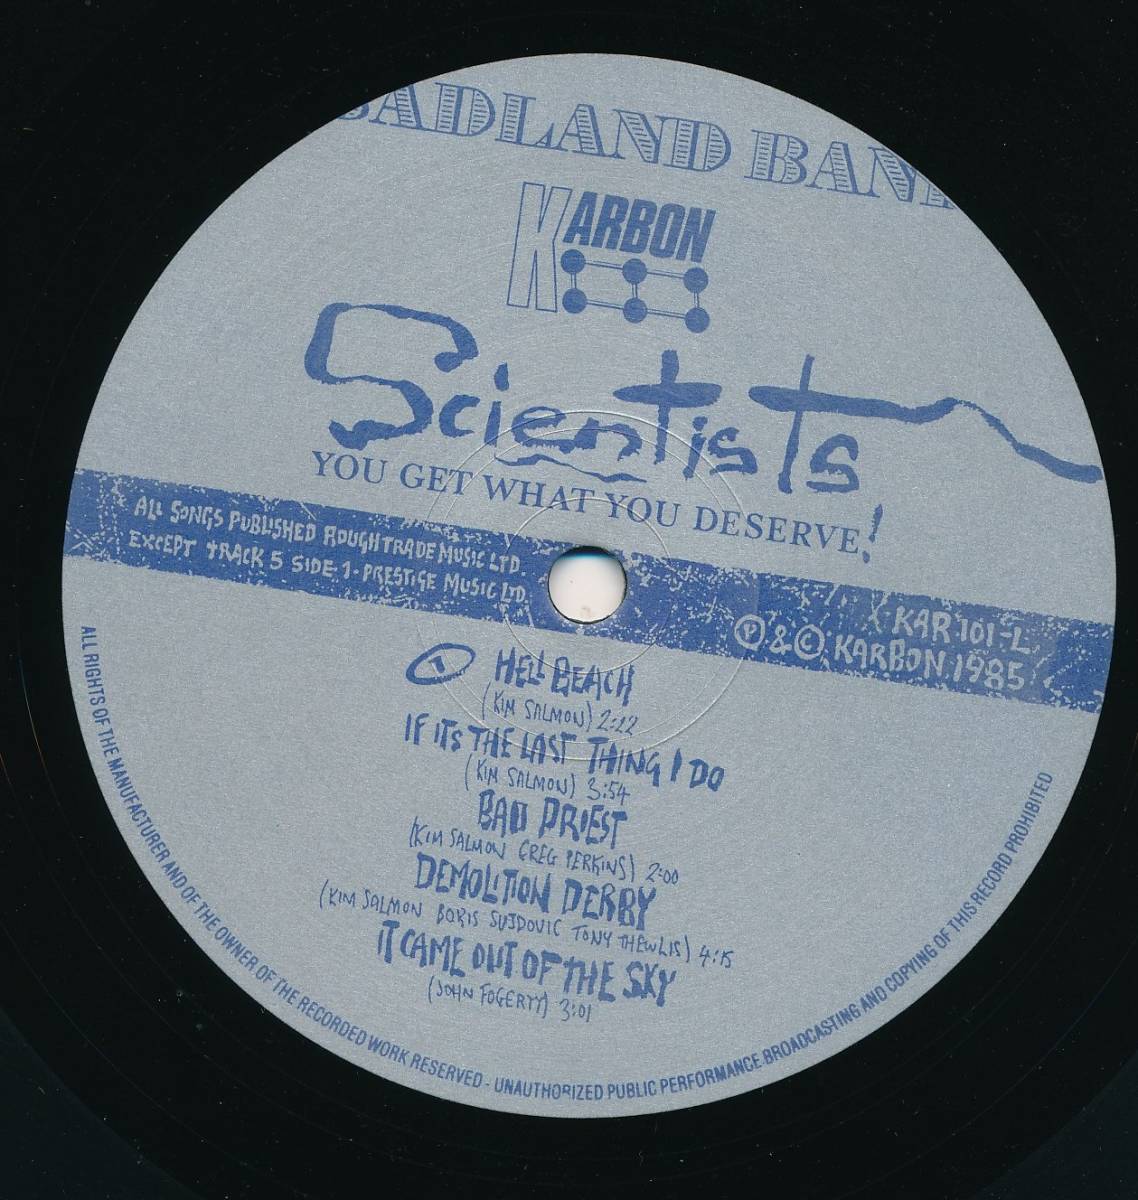 BADLAND BAN
KARBON
Scientists
YOU GET WHAT YOU DESERVE!
ALL SONGS PUBLISHED ROUGH TRADE MUSIC LTD.
EXCEPT TRACK 5 SIDE 1 - PRESTIGE MUSIC LTD.
KAR 101-L
Ⓟ & © KARBON 1985
1 HELL BEACH
(KIM SALMON) 2:22
IF ITS THE LAST THING I DO
(KIM SALMON) 3:54
BAD PRIEST
(KIM SALMON GREG PERKINS) 2:00
DEMOLITION DERBY
(KIM SALMON BORIS SUJDOVIC TONY THEWLIS) 4:15
IT CAME OUT OF THE SKY
(JOHN FOGERTY) 3:01
ALL RIGHTS OF THE MANUFACTURER AND OF THE OWNER OF THE RECORDED WORK RESERVED - UNAUTHORIZED PUBLIC PERFORMANCE BROADCASTING AND COPYING OF THIS RECORD PROHIBITED